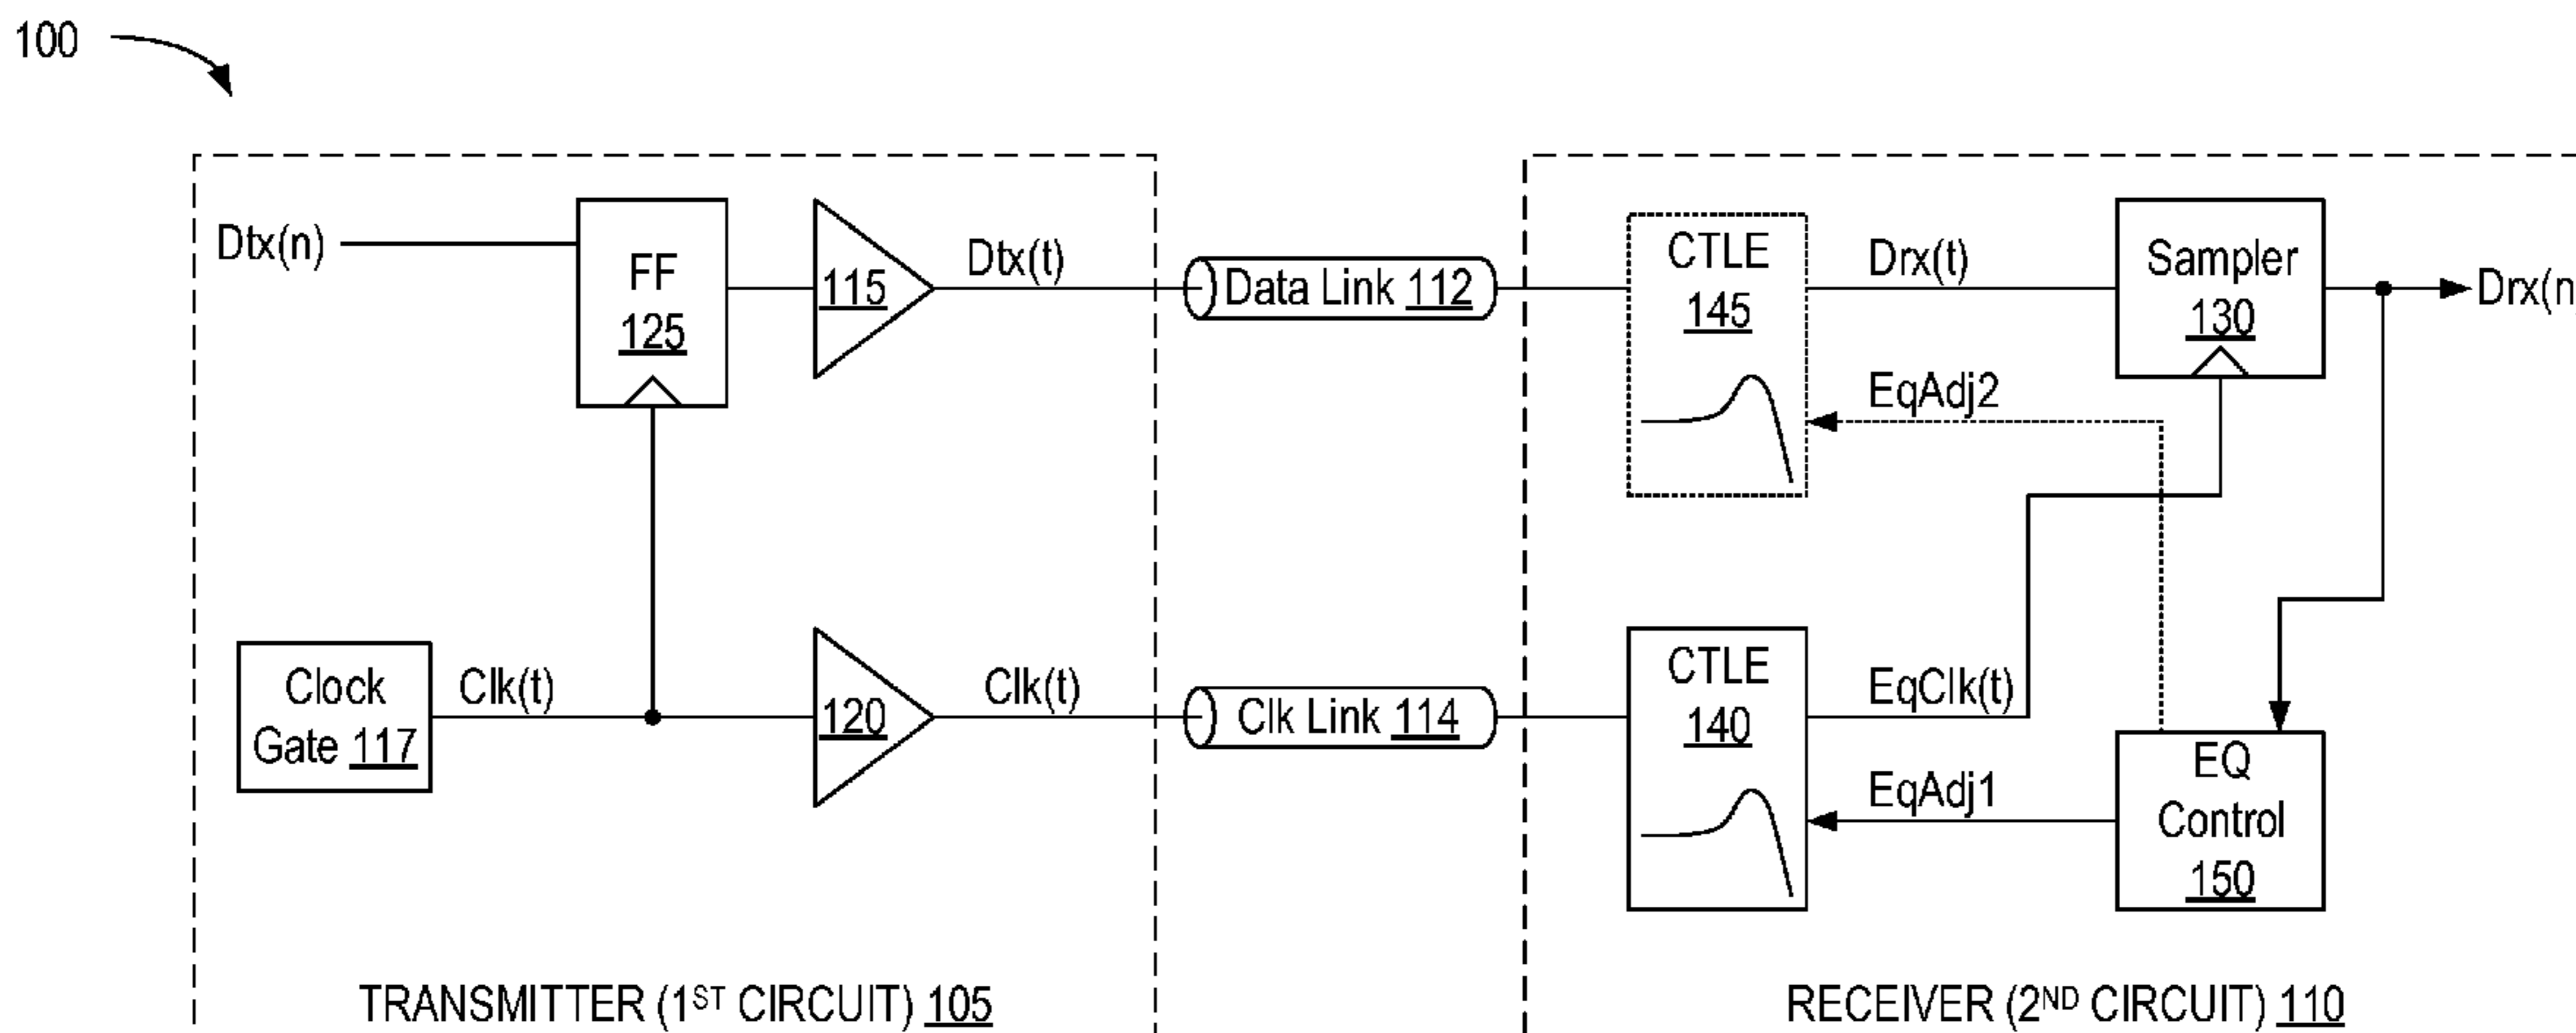 100
Dtx(n)
FF
125
115
Dtx(t)
Data Link 112
CTLE
145
Drx(t)
EqAdj2
Sampler
130
Drx(n
Clock
Gate 117
Clk(t)
120
Clk(t)
Clk Link 114
CTLE
140
EqClk(t)
EqAdj1
EQ
Control
150
TRANSMITTER (1ST CIRCUIT) 105
RECEIVER (2ND CIRCUIT) 110